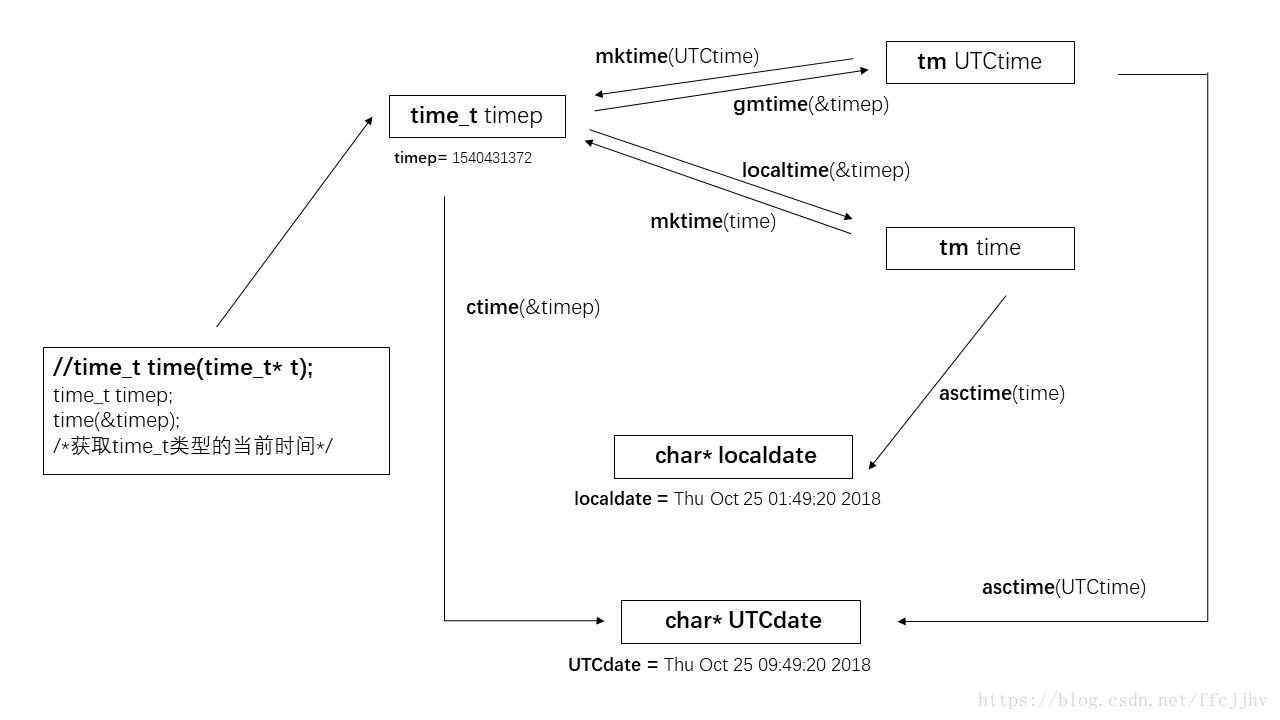 mktime(UTCtime)
tm UTCtime
gmtime(&timep)
time_t timep
timep= 1540431372
localtime(&timep)
mktime(time)
tm time
ctime(&timep)
//time_t time(time_t* t);
time_t timep;
time(&timep);
/*获取time_t类型的当前时间*/
asctime(time)
char* localdate
localdate = Thu Oct 25 01:49:20 2018
asctime(UTCtime)
char* UTCdate
UTCdate = Thu Oct 25 09:49:20 2018
https://blog.csdn.net/ffcjjhv